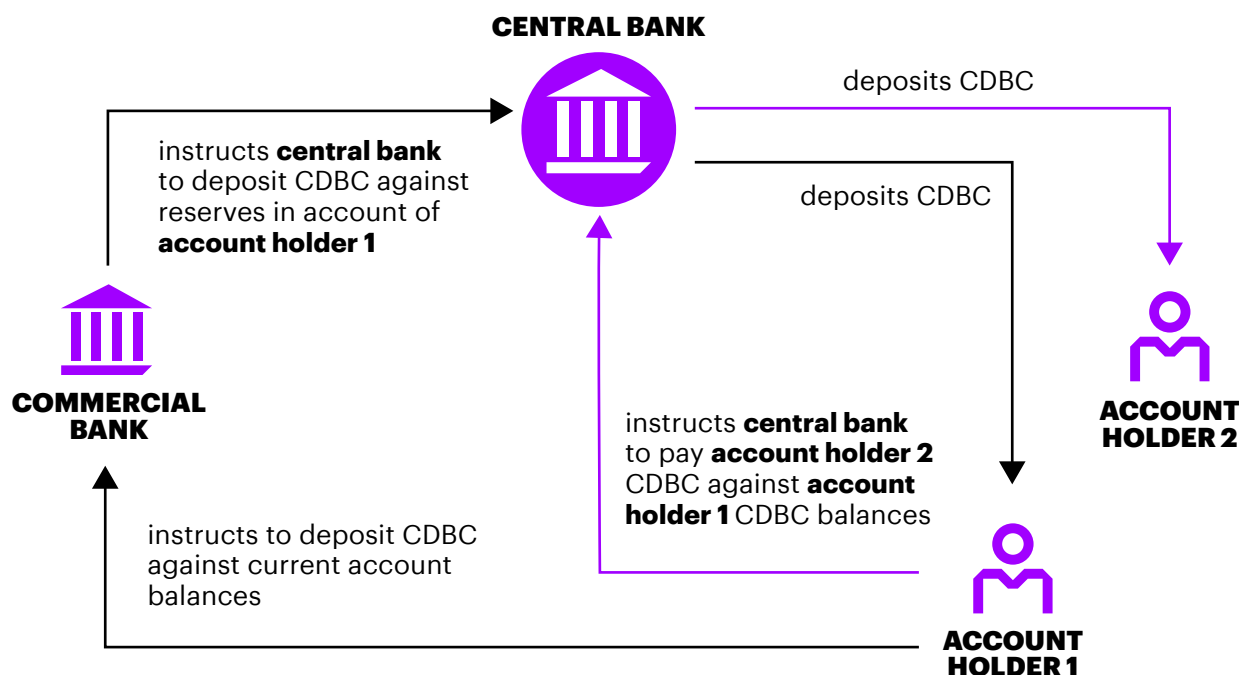 CENTRAL BANK
deposits CDBC
instructs central bank
to deposit CDBC against
reserves in account of
account holder 1
deposits CDBC
COMMERCIAL
BANK
instructs central bank
to pay account holder 2
CDBC against account
holder 1 CDBC balances
ACCOUNT
HOLDER 2
instructs to deposit CDBC
against current account
balances
ACCOUNT
HOLDER 1